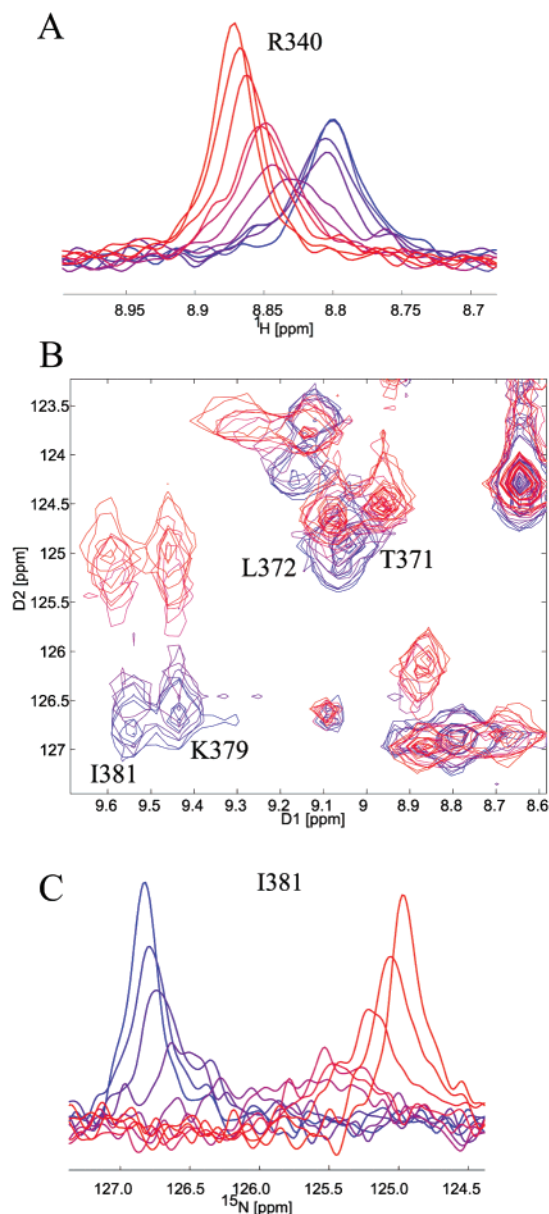 A
R340
8.95 8.9 8.85 8.8 8.75 8.7
1H [ppm]
B
123.5
124
124.5
125
125.5
126
126.5
127
D2 [ppm]
L372
T371
I381
K379
9.6 9.5 9.4 9.3 9.2 9.1 9 8.9 8.8 8.7 8.6
D1 [ppm]
C
I381
127.0 126.5 126.0 125.5 125.0 124.5
15N [ppm]